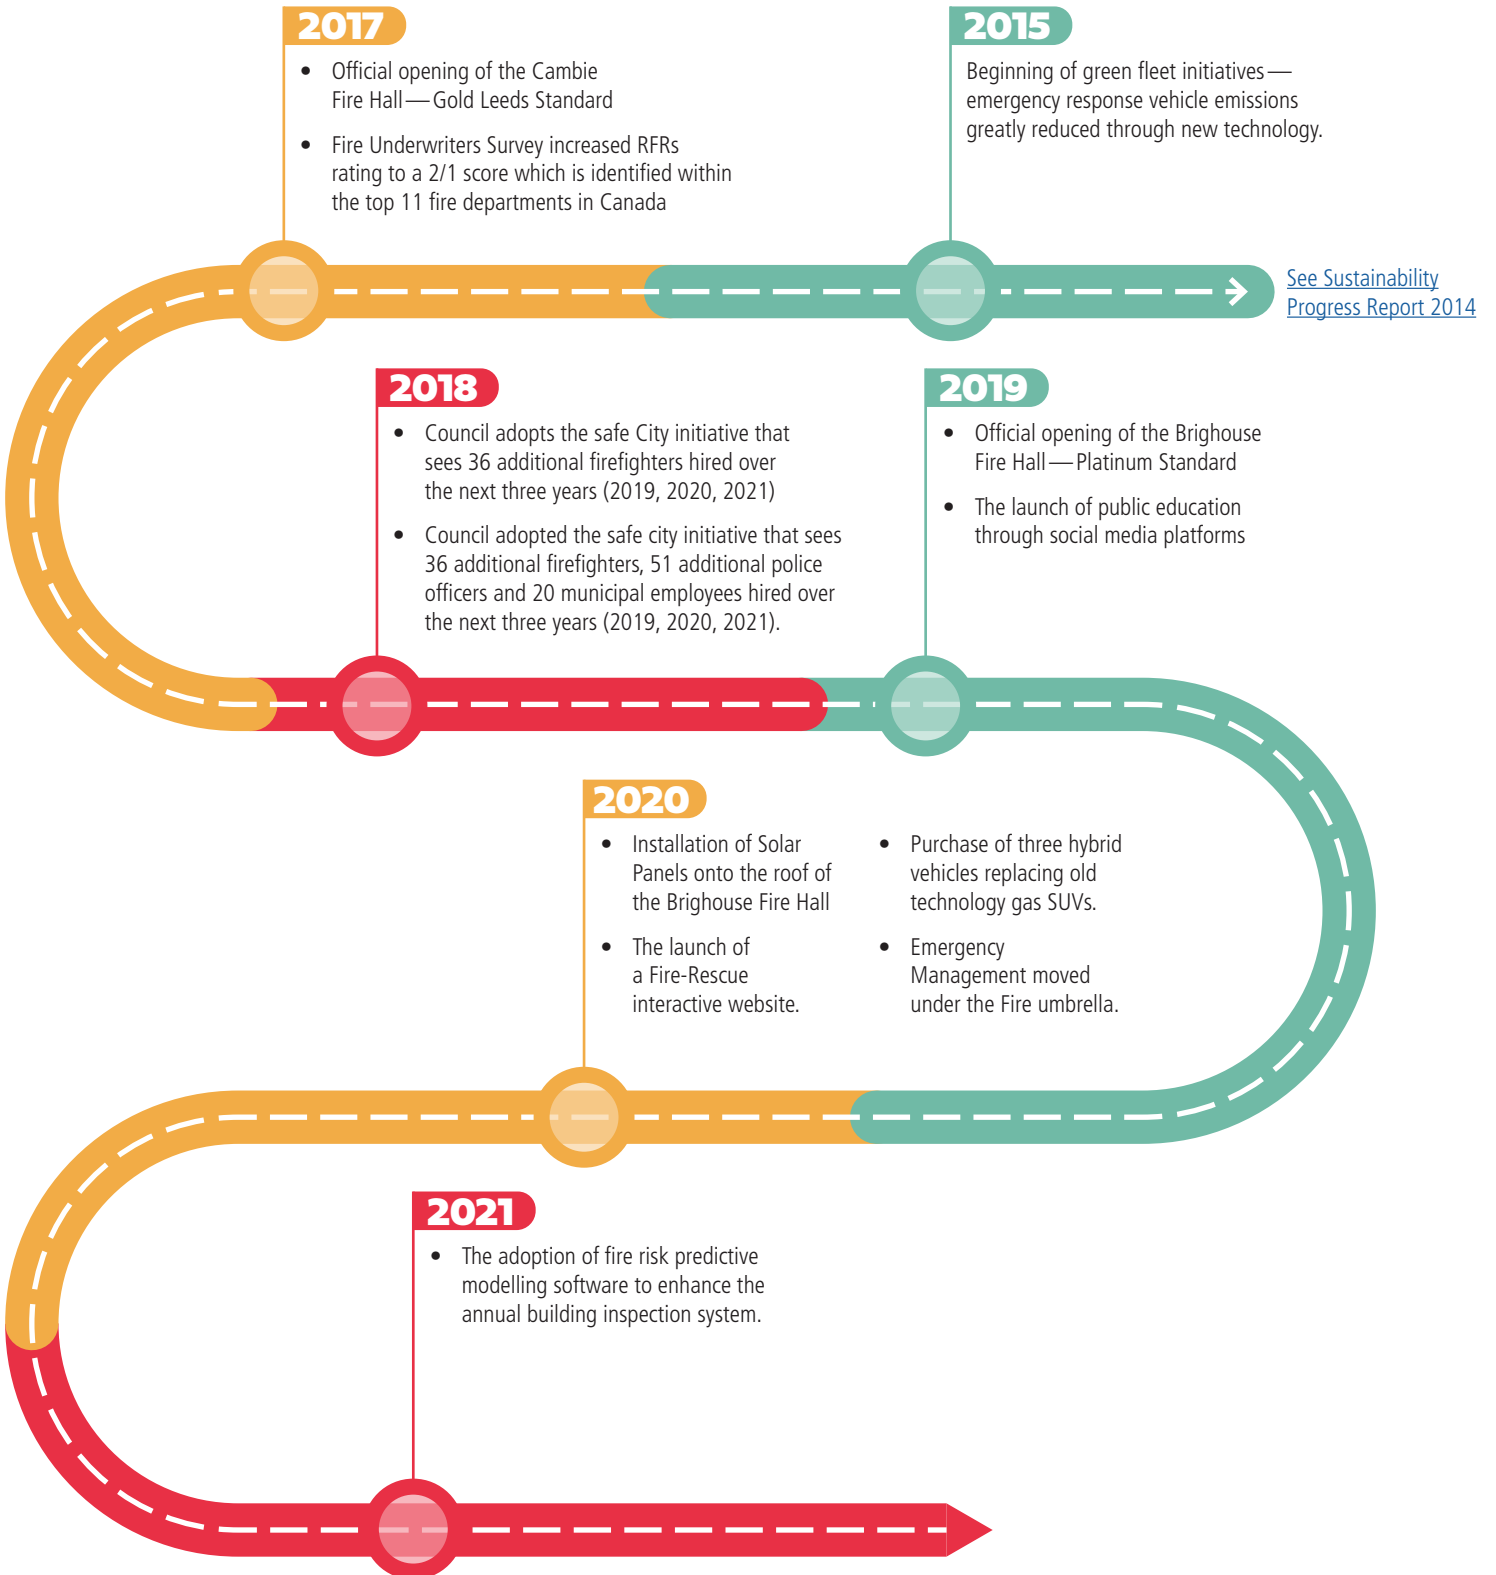 2017
• Official opening of the Cambie
Fire Hall — Gold Leeds Standard
• Fire Underwriters Survey increased RFRs
rating to a 2/1 score which is identified within
the top 11 fire departments in Canada
2015
Beginning of green fleet initiatives —
emergency response vehicle emissions
greatly reduced through new technology.
See Sustainability
Progress Report 2014
2018
• Council adopts the safe City initiative that
sees 36 additional firefighters hired over
the next three years (2019, 2020, 2021)
• Council adopted the safe city initiative that sees
36 additional firefighters, 51 additional police
officers and 20 municipal employees hired over
the next three years (2019, 2020, 2021).
2019
• Official opening of the Brighouse
Fire Hall — Platinum Standard
• The launch of public education
through social media platforms
2020
• Installation of Solar
Panels onto the roof of
the Brighouse Fire Hall
• The launch of
a Fire-Rescue
interactive website.
• Purchase of three hybrid
vehicles replacing old
technology gas SUVs.
• Emergency
Management moved
under the Fire umbrella.
2021
• The adoption of fire risk predictive
modelling software to enhance the
annual building inspection system.